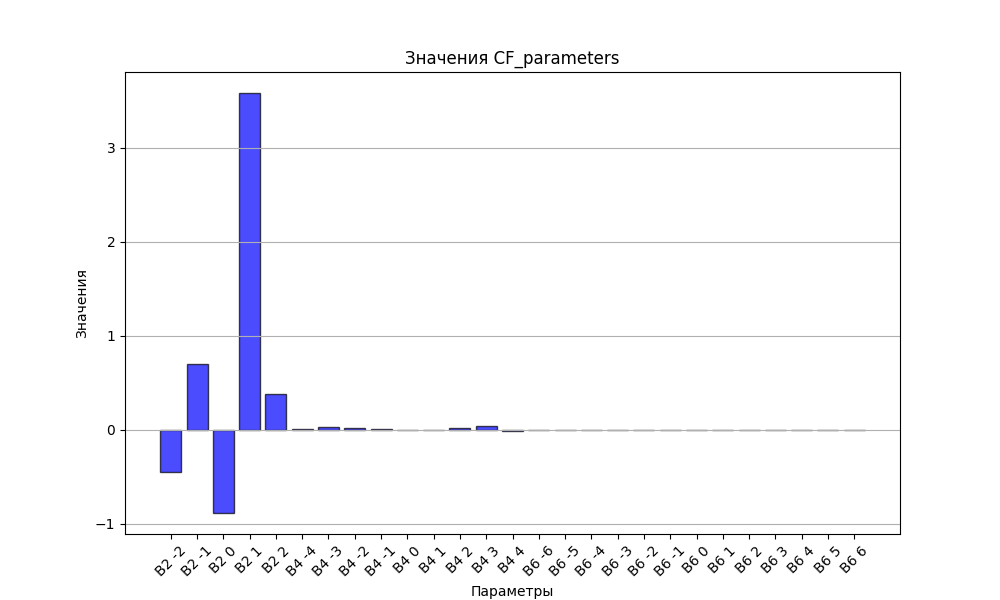 Значения CF_parameters
Значения
3
2
1
0
−1
B2 -2
B2 -1
B2 0
B2 1
B2 2
B4 -4
B4 -3
B4 -2
B4 -1
B4 0
B4 1
B4 2
B4 3
B4 4
B6 -6
B6 -5
B6 -4
B6 -3
B6 -2
B6 -1
B6 0
B6 1
B6 2
B6 3
B6 4
B6 5
B6 6
Параметры